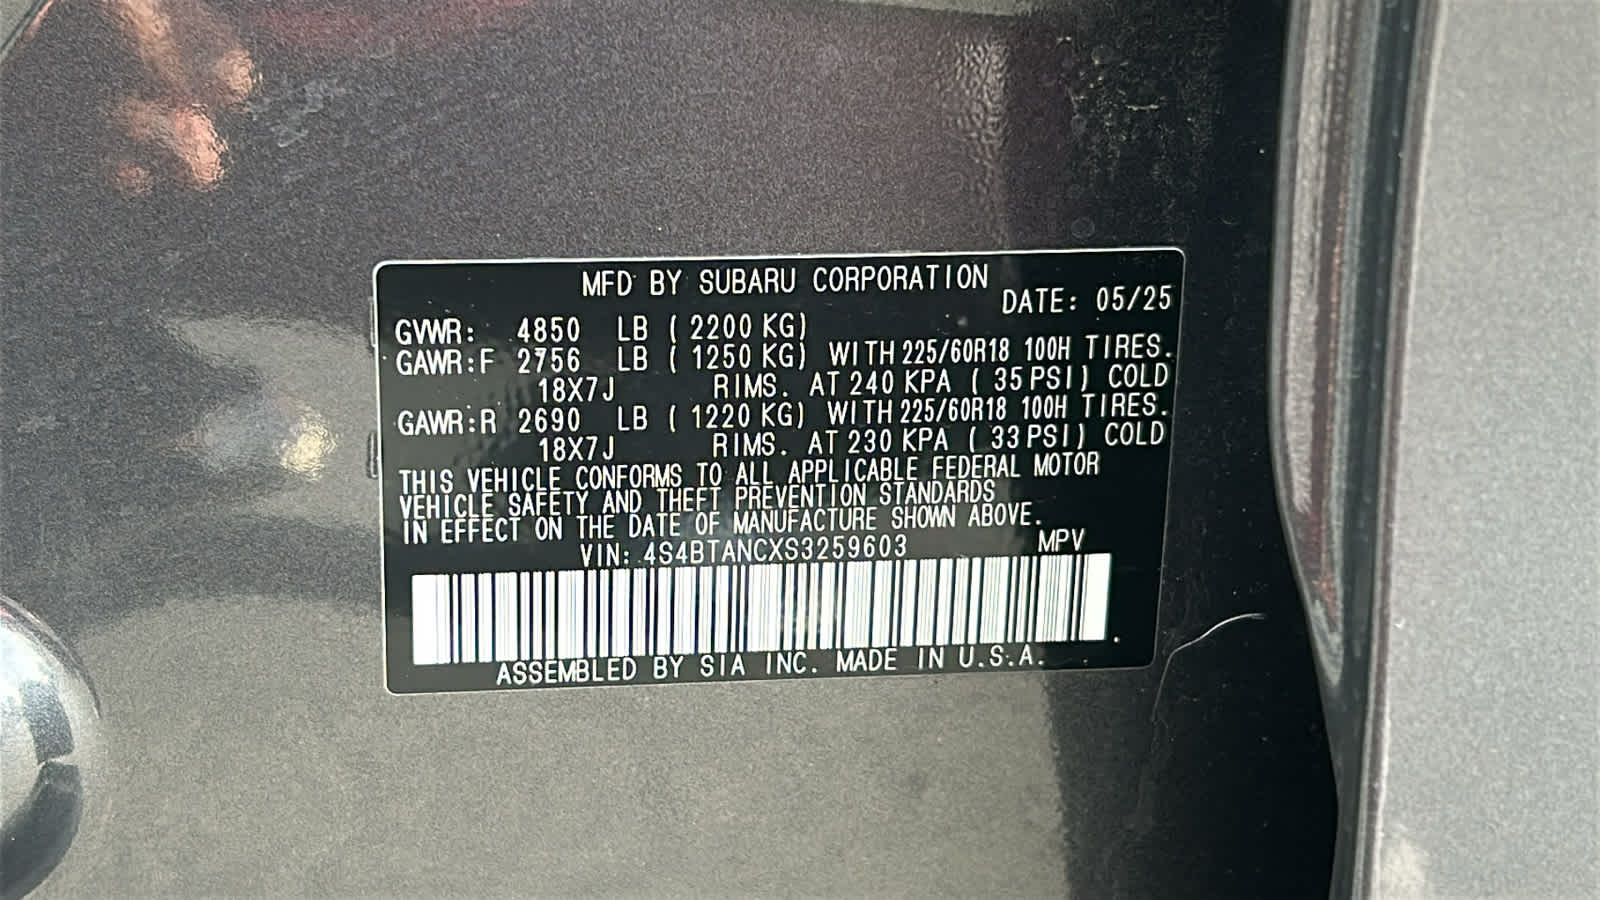 MFD BY SUBARU CORPORATION
DATE: 05/25
GVWR: 4850 LB ( 2200 KG)
GAWR:F 2756 LB ( 1250 KG) WITH 225/60R18 100H TIRES.
18X7J RIMS. AT 240 KPA ( 35 PSI) COLD
GAWR:R 2690 LB ( 1220 KG) WITH 225/60R18 100H TIRES.
18X7J RIMS. AT 230 KPA ( 33 PSI) COLD
THIS VEHICLE CONFORMS TO ALL APPLICABLE FEDERAL MOTOR
VEHICLE SAFETY AND THEFT PREVENTION STANDARDS
IN EFFECT ON THE DATE OF MANUFACTURE SHOWN ABOVE.
VIN: 4S4BTANCXS3259603 MPV
ASSEMBLED BY SIA INC. MADE IN U.S.A.